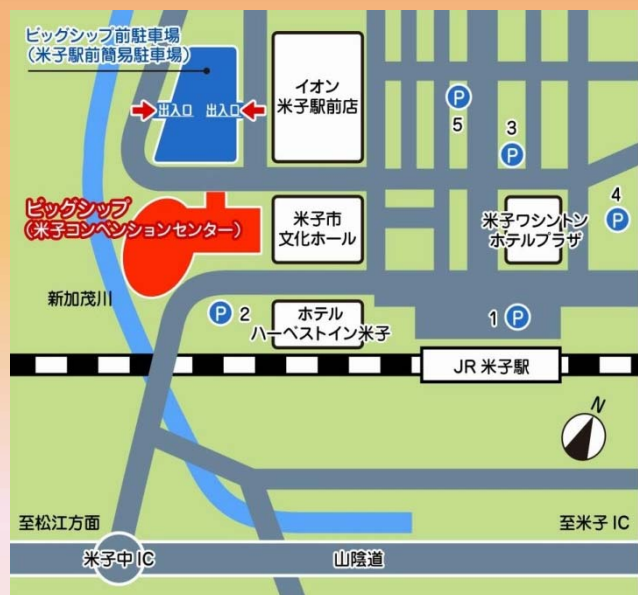 ビッグシップ前駐車場
(米子駅前簡易駐車場)
出入口 出入口
イオン
米子駅前店
P
5
3
P
4
P
ビッグシップ
(米子コンベンションセンター)
米子市
文化ホール
米子ワシントン
ホテルプラザ
新加茂川
P 2
ホテル
ハーベストイン米子
1 P
JR 米子駅
N
至松江方面
至米子 IC
米子中IC
山陰道